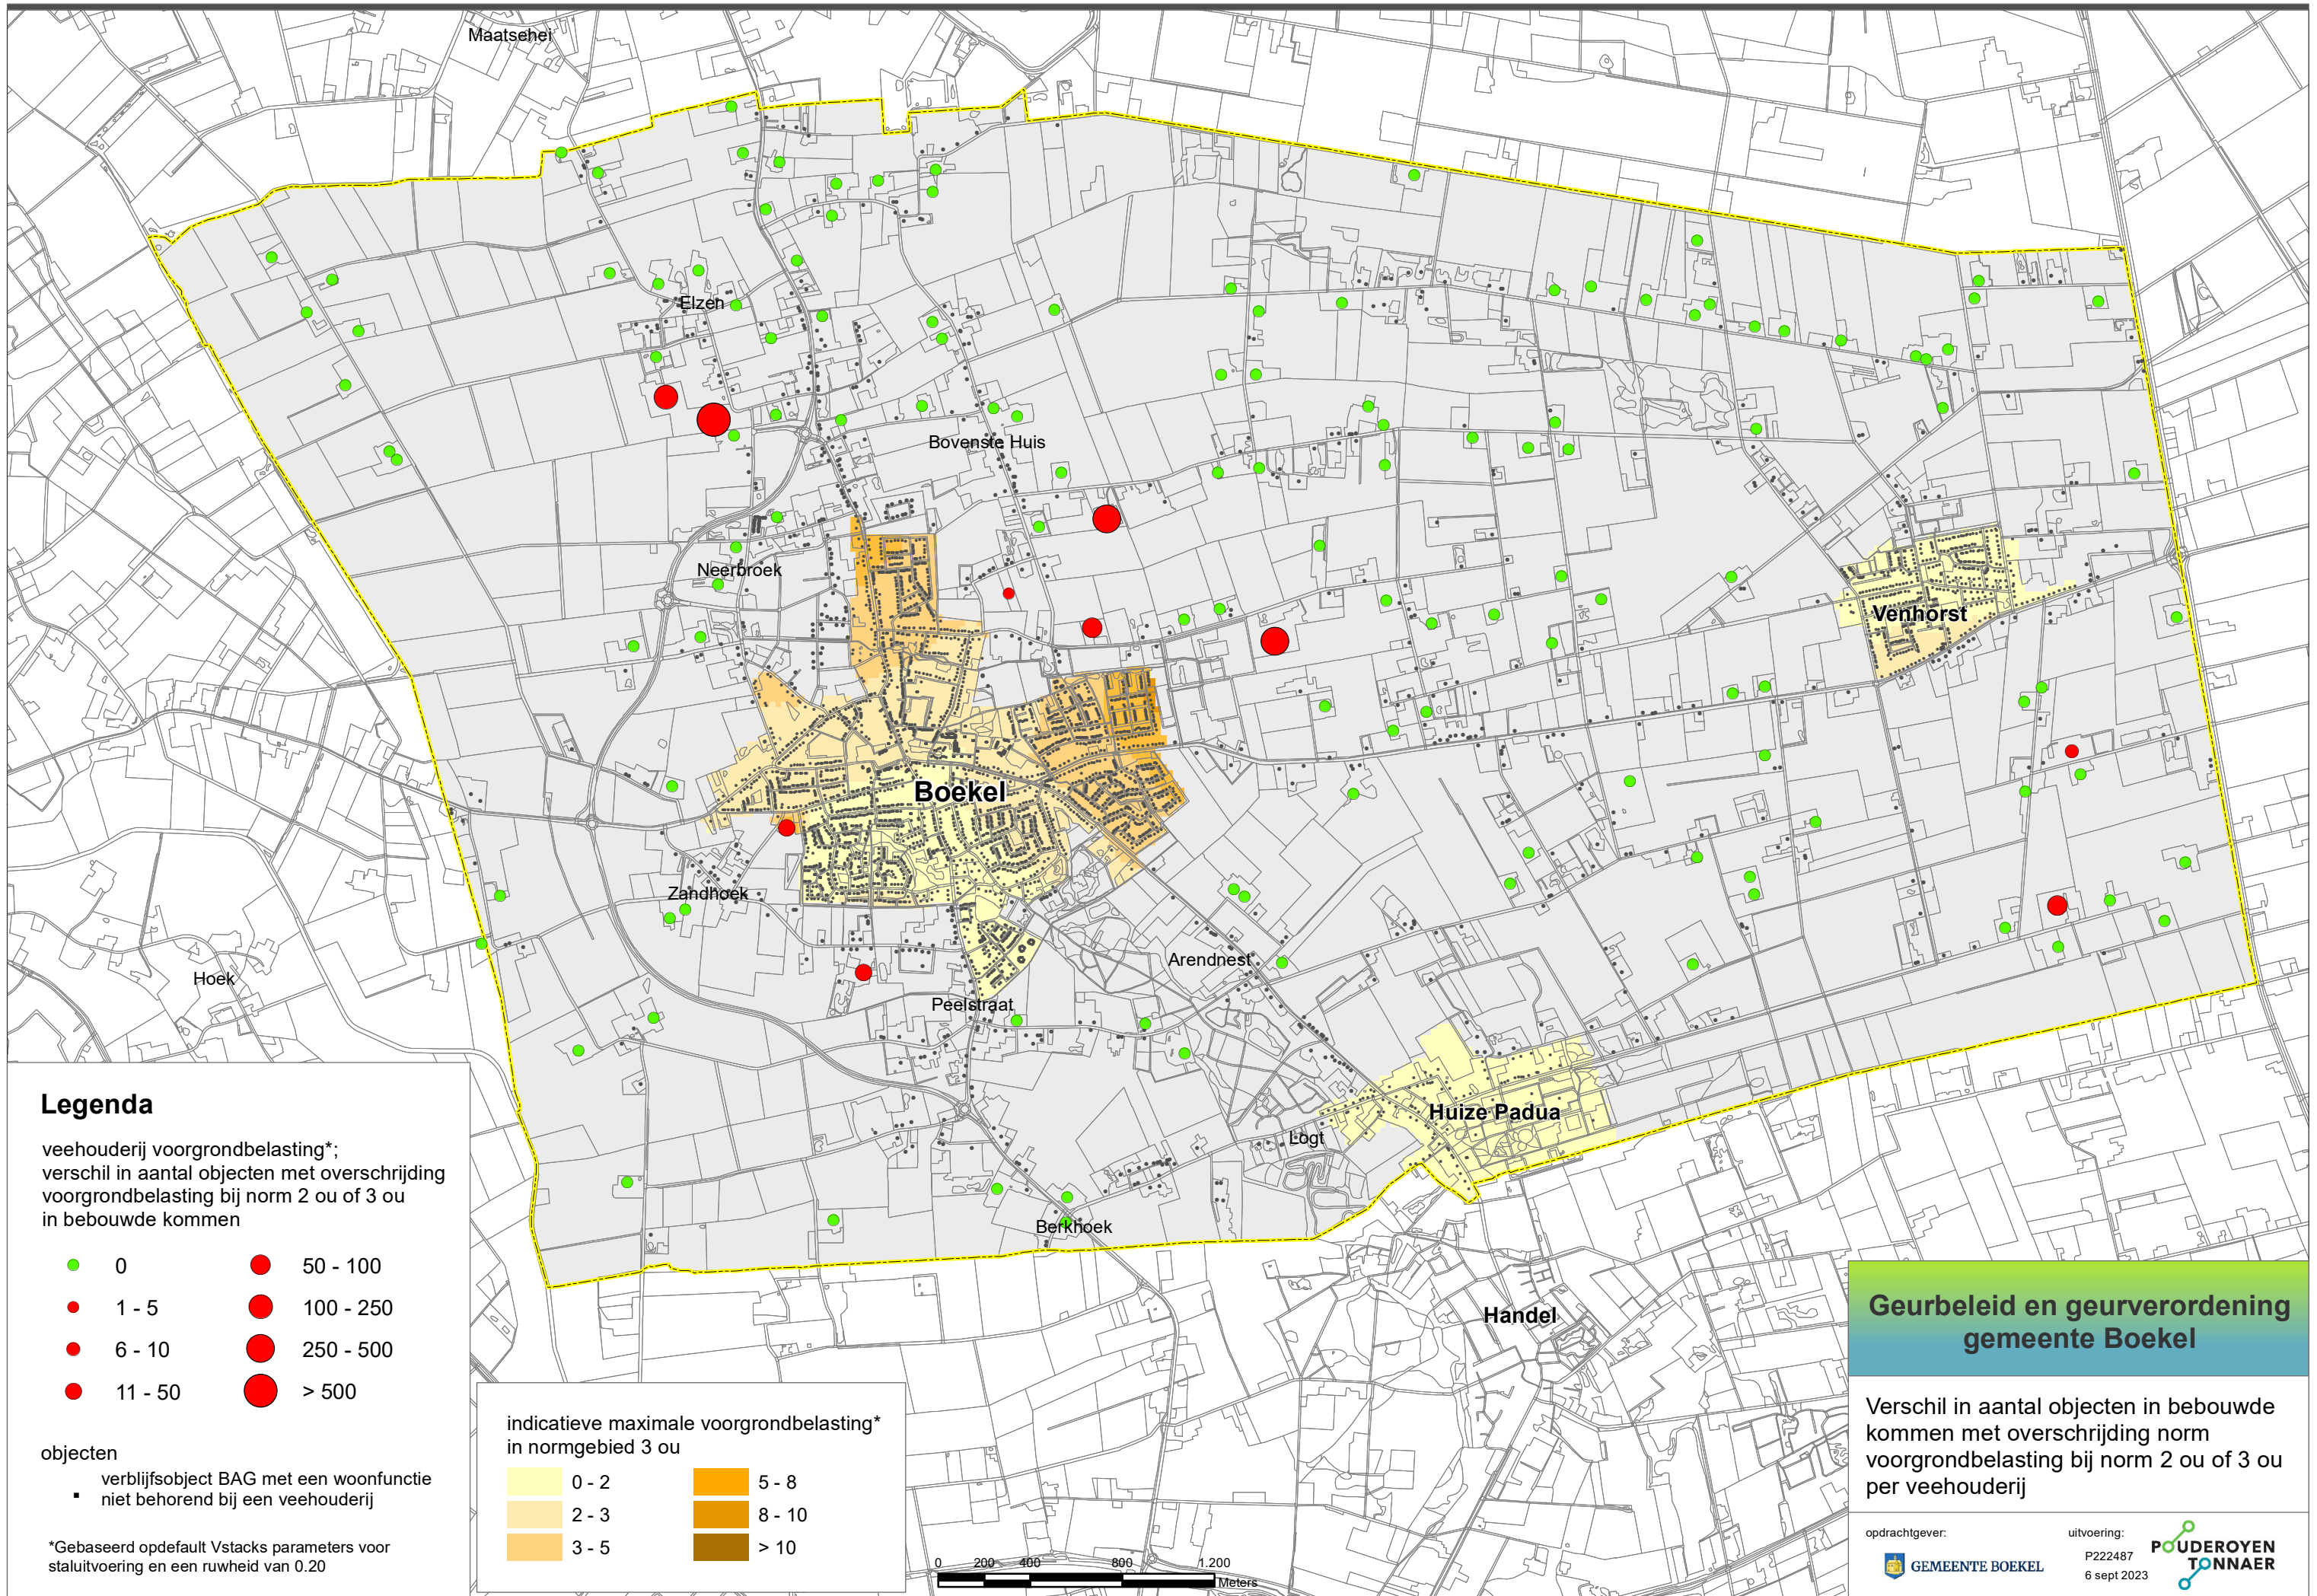 Maatsehei
Elzen
Bovenste Huis
Neerbroek
Venhorst
Boekel
Zandhoek
Hoek
Arendnest
Peelstraat
Huize Padua
Logt
Berkhoek
Handel
Legenda
veehouderij voorgrondbelasting*;
verschil in aantal objecten met overschrijding
voorgrondbelasting bij norm 2 ou of 3 ou
in bebouwde kommen
0
50 - 100
1 - 5
100 - 250
6 - 10
250 - 500
11 - 50
> 500
objecten
verblijfsobject BAG met een woonfunctie
niet behorend bij een veehouderij
*Gebaseerd opdefault Vstacks parameters voor
staluitvoering en een ruwheid van 0.20
indicatieve maximale voorgrondbelasting*
in normgebied 3 ou
0 - 2
5 - 8
2 - 3
8 - 10
3 - 5
> 10
0 200 400 800 1.200
Meters
Geurbeleid en geurverordening
gemeente Boekel
Verschil in aantal objecten in bebouwde
kommen met overschrijding norm
voorgrondbelasting bij norm 2 ou of 3 ou
per veehouderij
opdrachtgever:
GEMEENTE BOEKEL
uitvoering:
P222487
6 sept 2023
POUDEROYEN
TONNAER